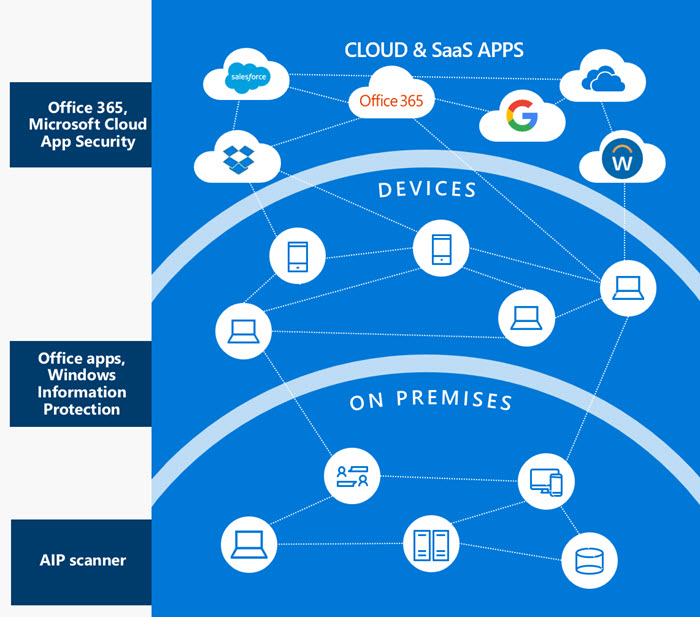 CLOUD & SaaS APPS
salesforce
Office 365
G
W
Office 365,
Microsoft Cloud
App Security
DEVICES
Office apps,
Windows
Information
Protection
ON PREMISES
AIP scanner